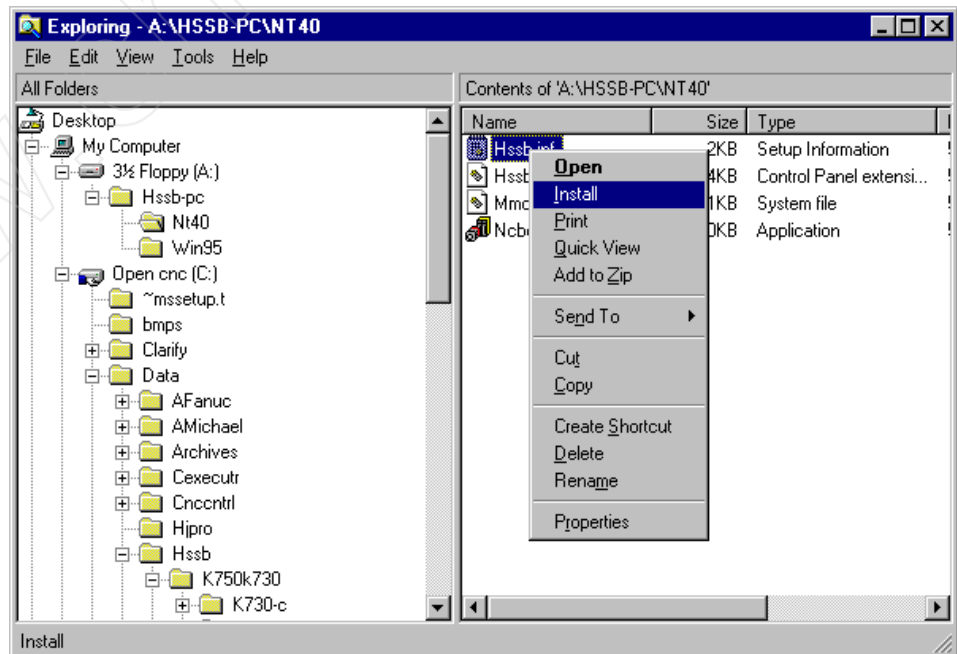 Exploring - A:\HSSB-PC\NT40
File Edit View Tools Help
All Folders
Contents of 'A:\HSSB-PC\NT40'
Desktop
My Computer
3½ Floppy (A:)
Hssb-pc
Nt40
Win95
Open cnc (C:)
~mssetup.t
bmps
Clarify
Data
AFanuc
AMichael
Archives
Cexecutr
Cnccntrl
Hjpro
Hssb
K750k730
K730-c
Name Size Type
Hssb.inf 2KB Setup Information
Hssb 4KB Control Panel extensi...
1KB System file
0KB Application
Open
Install
Print
Quick View
Add to Zip
Send To
Cut
Copy
Create Shortcut
Delete
Rename
Properties
Install